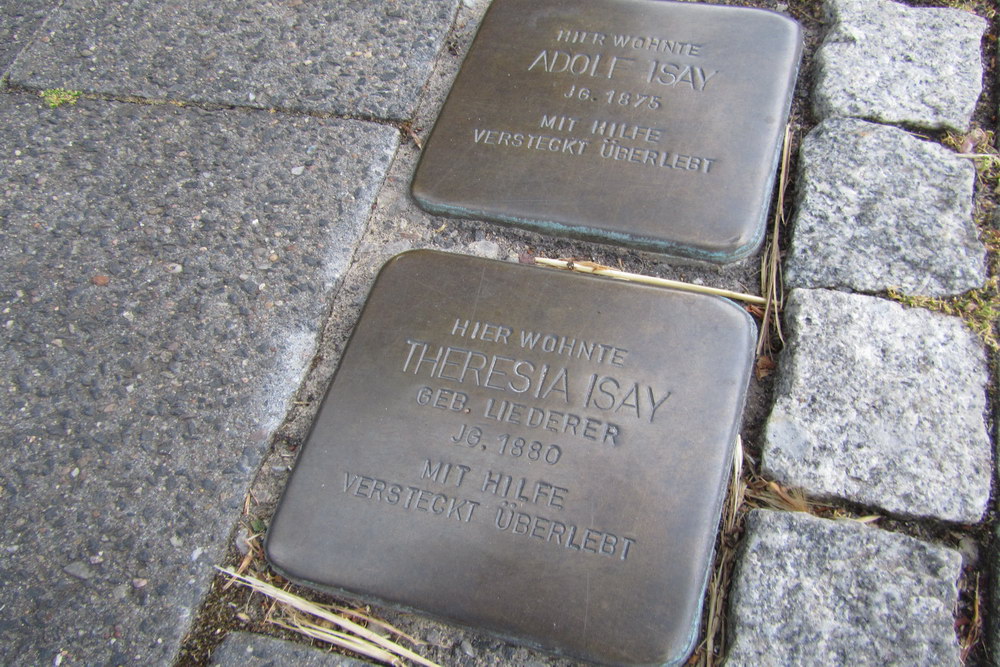 HIER WOHNTE
ADOLF ISAY
JG. 1875
MIT HILFE
VERSTECKT ÜBERLEBT
HIER WOHNTE
THERESIA ISAY
GEB. LIEDERER
JG. 1880
MIT HILFE
VERSTECKT ÜBERLEBT